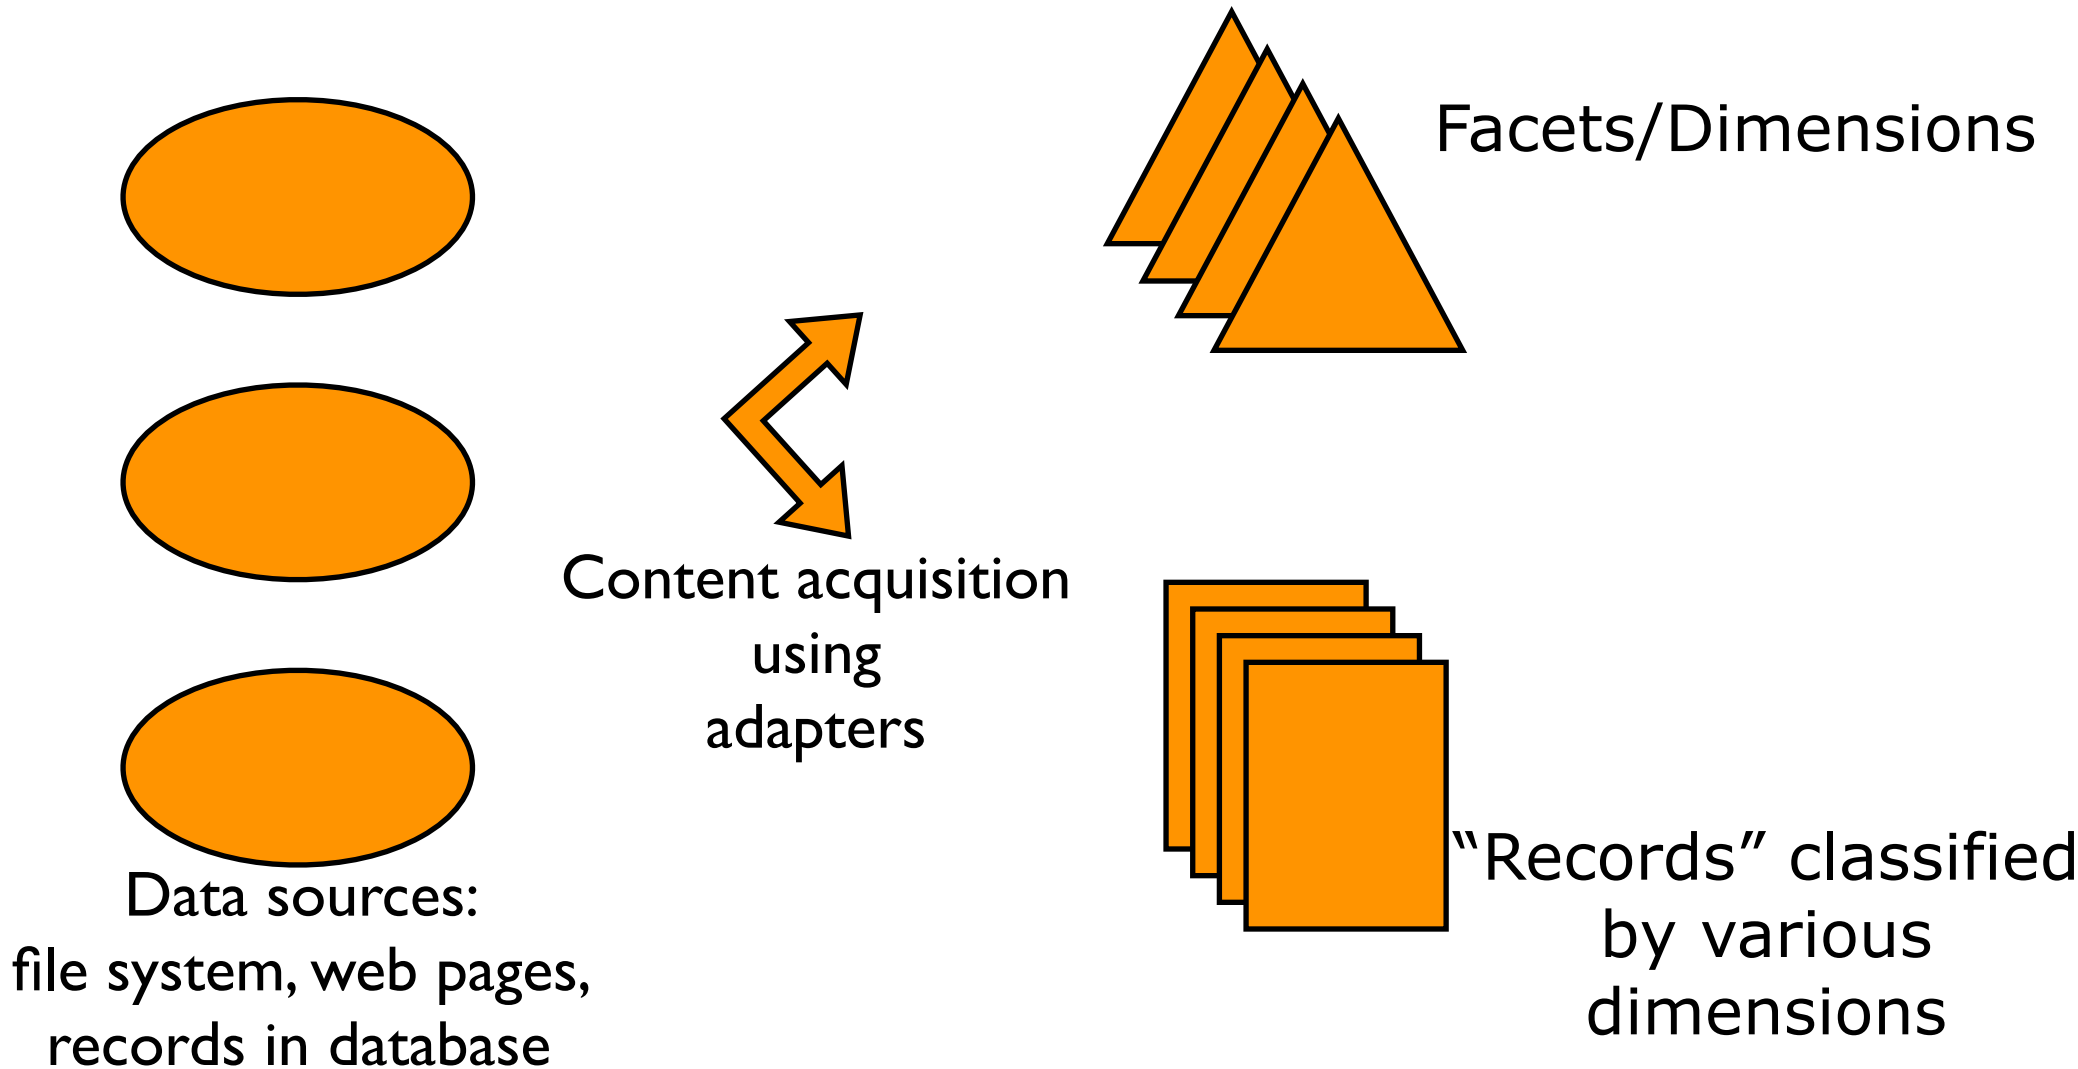 Facets/Dimensions
Content acquisition
using
adapters
Data sources:
file system, web pages,
records in database
“Records” classified
by various
dimensions